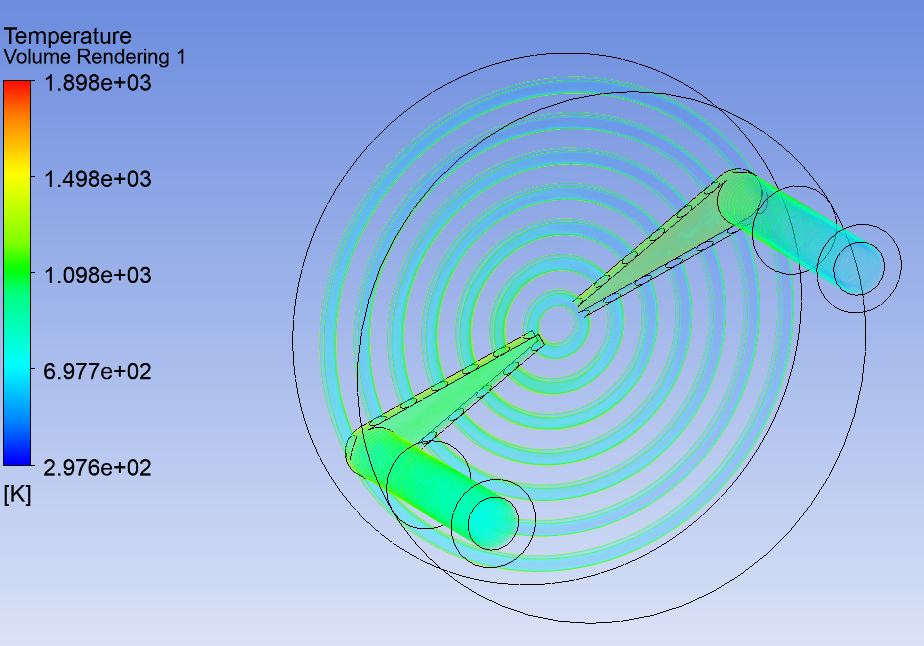 Temperature
Volume Rendering 1
1.898e+03
1.498e+03
1.098e+03
6.977e+02
2.976e+02
[K]